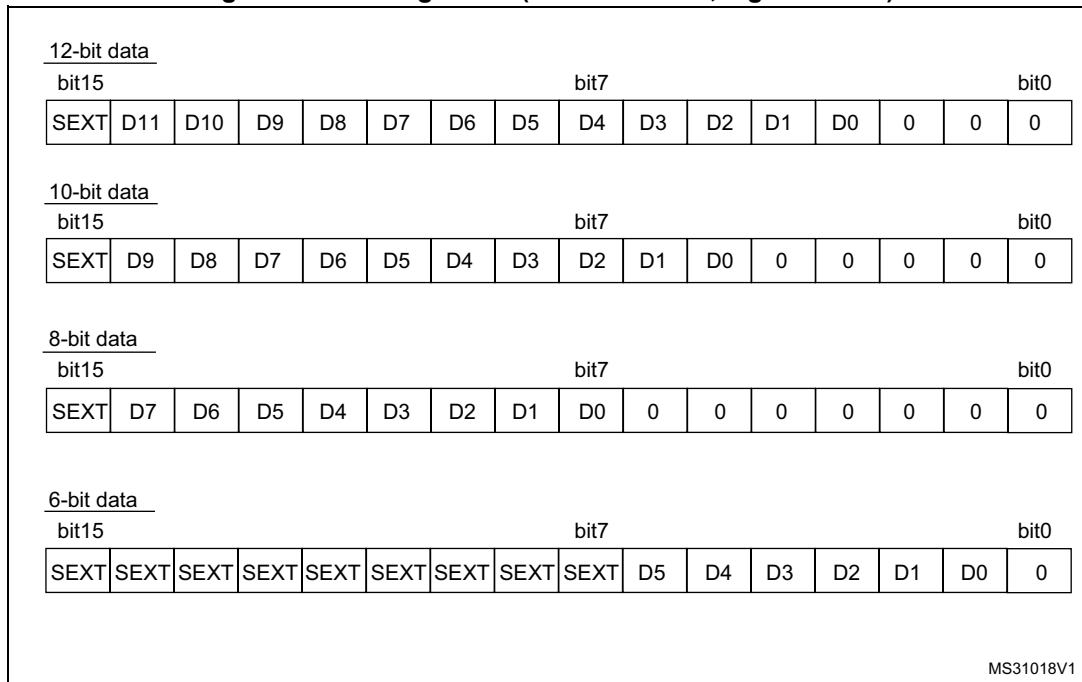 12-bit data
bit15 bit7 bit0
SEXT D11 D10 D9 D8 D7 D6 D5 D4 D3 D2 D1 D0 0 0 0
10-bit data
bit15 bit7 bit0
SEXT D9 D8 D7 D6 D5 D4 D3 D2 D1 D0 0 0 0 0 0
8-bit data
bit15 bit7 bit0
SEXT D7 D6 D5 D4 D3 D2 D1 D0 0 0 0 0 0 0 0
6-bit data
bit15 bit7 bit0
SEXT SEXT SEXT SEXT SEXT SEXT SEXT SEXT SEXT D5 D4 D3 D2 D1 D0 0
MS31018V1